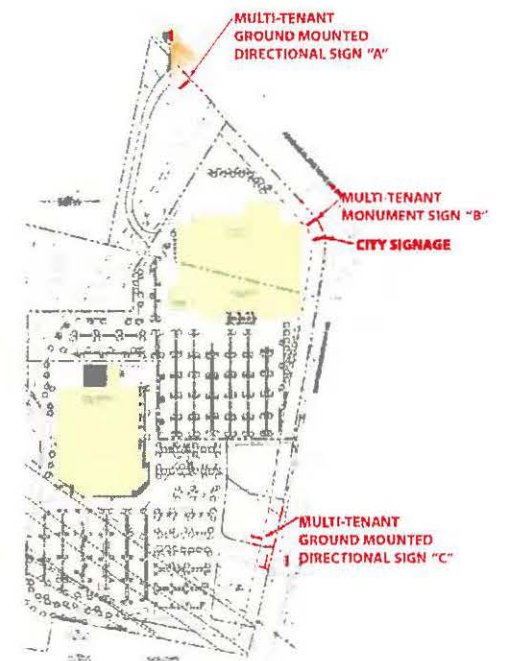 MULTI-TENANT
GROUND MOUNTED
DIRECTIONAL SIGN "A"
MULTI-TENANT
MONUMENT SIGN "B"
CITY SIGNAGE
MULTI-TENANT
GROUND MOUNTED
DIRECTIONAL SIGN "C"